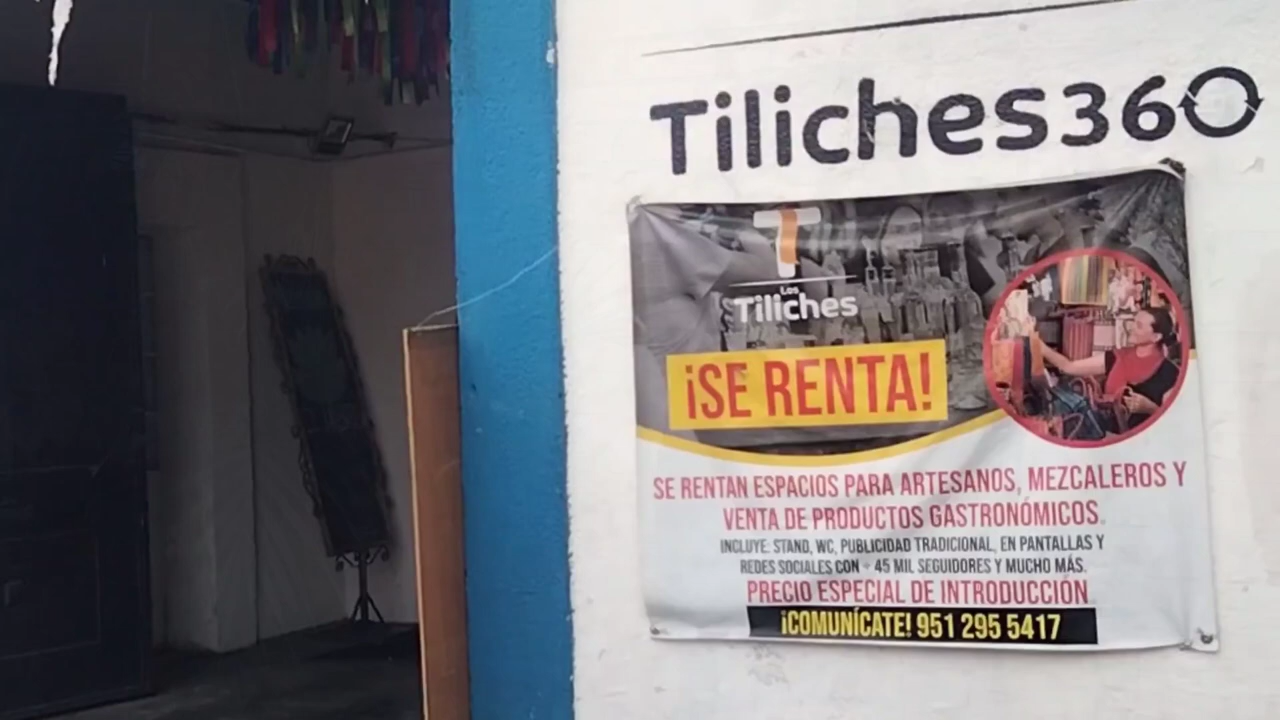 Tiliches360
T
Los
Tiliches
¡SE RENTA!
SE RENTAN ESPACIOS PARA ARTESANOS, MEZCALEROS Y
VENTA DE PRODUCTOS GASTRONÓMICOS.
INCLUYE: STAND, WC, PUBLICIDAD TRADICIONAL, EN PANTALLAS Y
REDES SOCIALES CON + 45 MIL SEGUIDORES Y MUCHO MÁS.
PRECIO ESPECIAL DE INTRODUCCIÓN
¡COMUNÍCATE! 951 295 5417